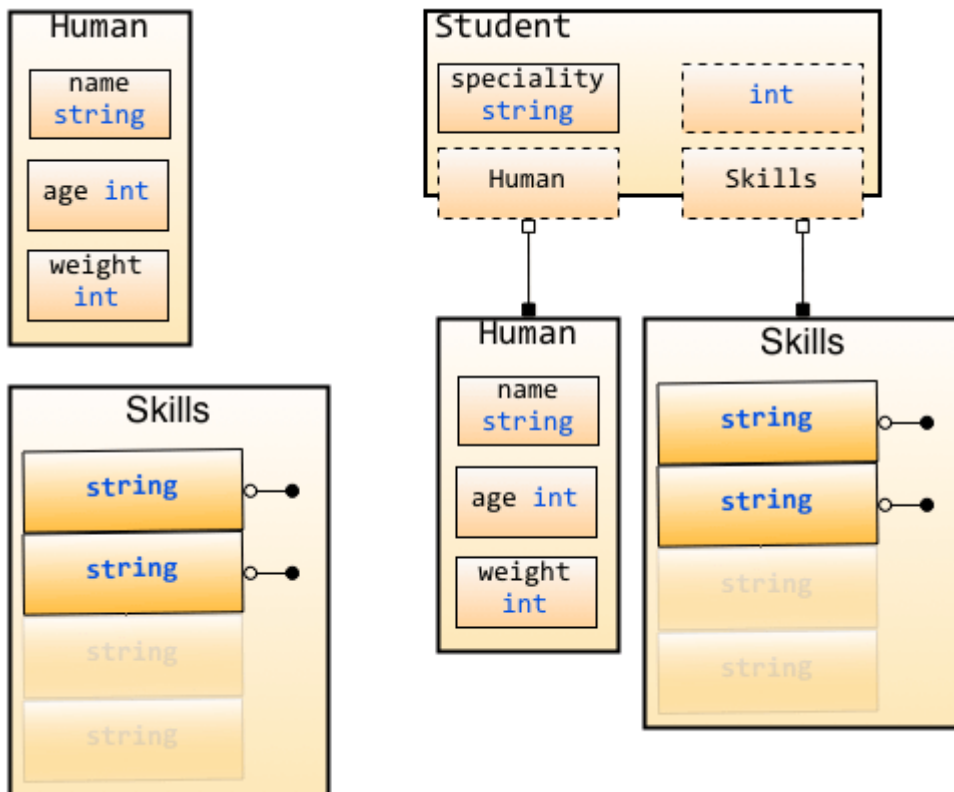 Human
name
string
age int
weight
int
Skills
string
string
string
string
Student
speciality
string
int
Human
Skills
Human
name
string
age int
weight
int
Skills
string
string
string
string